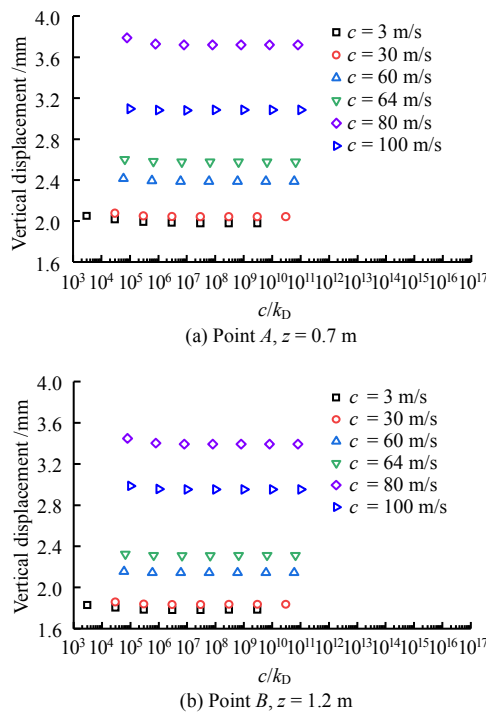 4.0
3.6
3.2
2.8
2.4
2.0
1.6
Vertical displacement /mm
c = 3 m/s
c = 30 m/s
c = 60 m/s
c = 64 m/s
c = 80 m/s
c = 100 m/s
10³ 10⁴ 10⁵ 10⁶ 10⁷ 10⁸ 10⁹ 10¹⁰ 10¹¹ 10¹² 10¹³ 10¹⁴ 10¹⁵ 10¹⁶ 10¹⁷
c/k_D
(a) Point A, z = 0.7 m
4.0
3.6
3.2
2.8
2.4
2.0
1.6
Vertical displacement /mm
c = 3 m/s
c = 30 m/s
c = 60 m/s
c = 64 m/s
c = 80 m/s
c = 100 m/s
10³ 10⁴ 10⁵ 10⁶ 10⁷ 10⁸ 10⁹ 10¹⁰ 10¹¹ 10¹² 10¹³ 10¹⁴ 10¹⁵ 10¹⁶ 10¹⁷
c/k_D
(b) Point B, z = 1.2 m